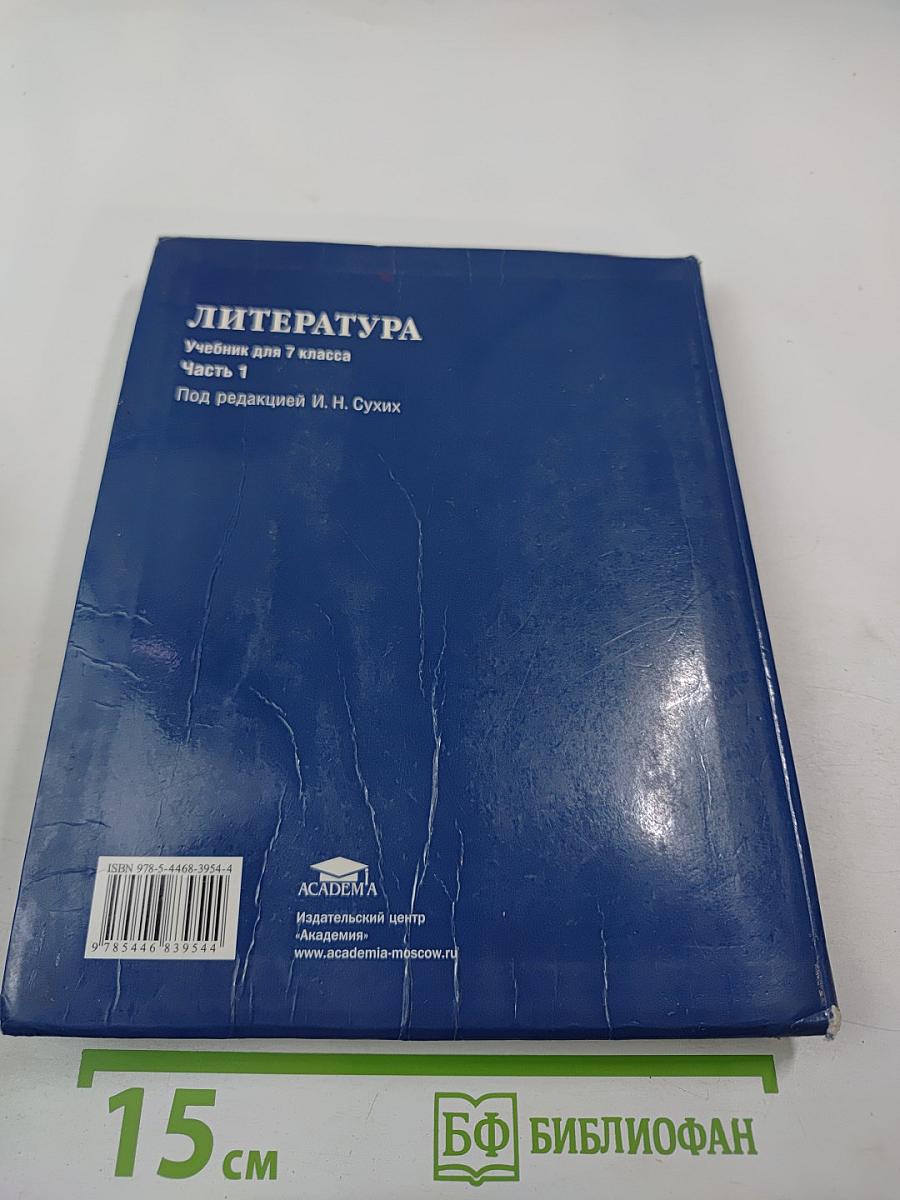 ЛИТЕРАТУРА
Учебник для 7 класса
Часть 1
Под редакцией И. Н. Сухих
ISBN 978-5-4468-3954-4
9 785446 839544
ACADEMIA
Издательский центр
«Академия»
www.academia-moscow.ru
15 см
БФ БИБЛИОФАН